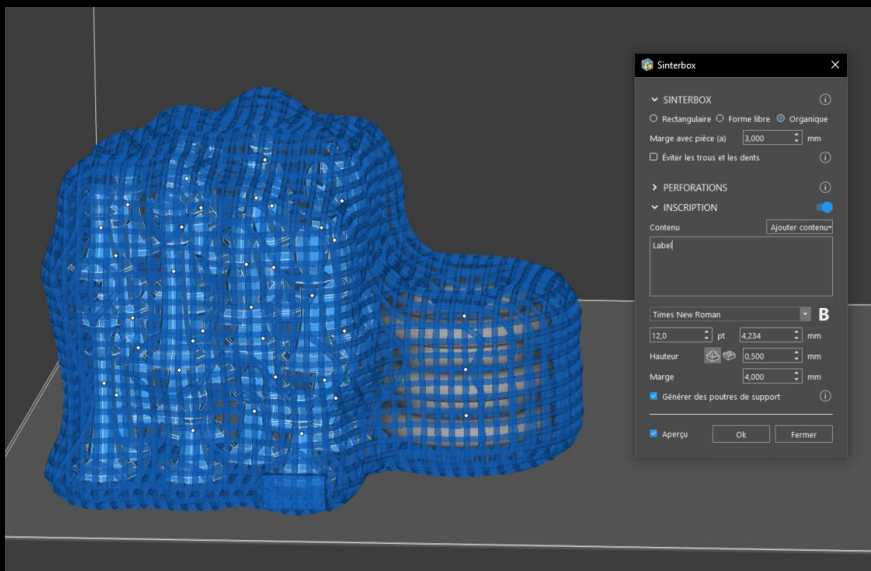 Sinterbox
SINTERBOX
Rectangulaire Forme libre Organique
Marge avec pièce (a) 3,000 mm
Éviter les trous et les dents
PERFORATIONS
INSCRIPTION
Contenu Ajouter contenu
Label
Times New Roman B
12,0 pt 4,234 mm
Hauteur 0,500 mm
Marge 4,000 mm
Générer des poutres de support
Aperçu Ok Fermer